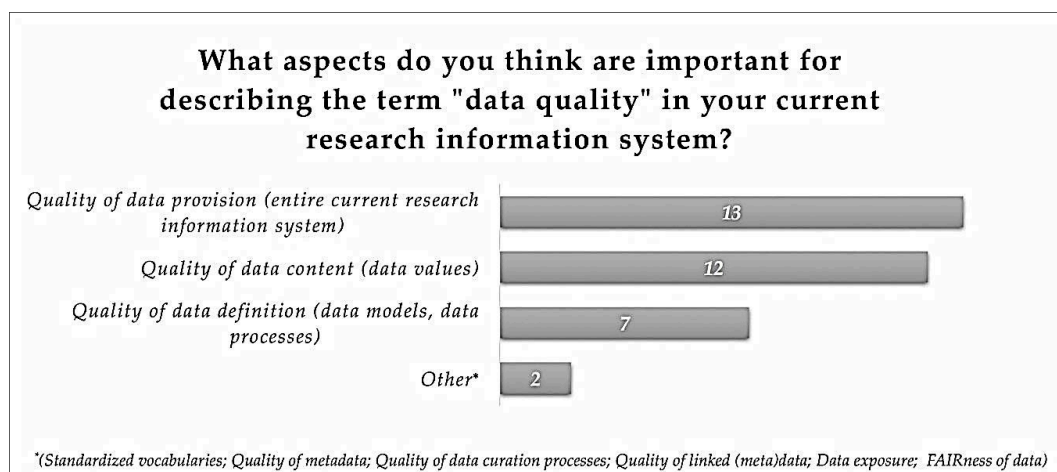 What aspects do you think are important for
describing the term "data quality" in your current
research information system?
Quality of data provision (entire current research
information system)
13
Quality of data content (data values)
12
Quality of data definition (data models, data
processes)
7
Other*
2
*(Standardized vocabularies; Quality of metadata; Quality of data curation processes; Quality of linked (meta)data; Data exposure; FAIRness of data)